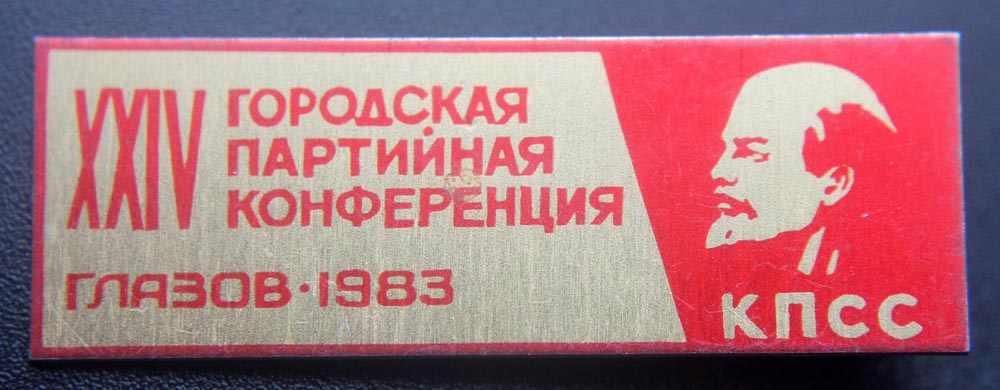 XXIV
ГОРОДСКАЯ
ПАРТИЙНАЯ
КОНФЕРЕНЦИЯ
ГЛАЗОВ·1983
КПСС